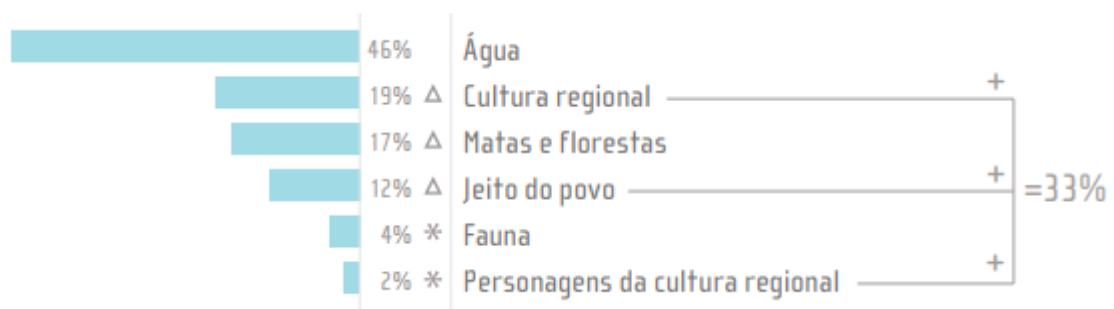 46% Água
19% △ Cultura regional +
17% △ Matas e florestas
12% △ Jeito do povo + =33%
4% * Fauna
2% * Personagens da cultura regional +